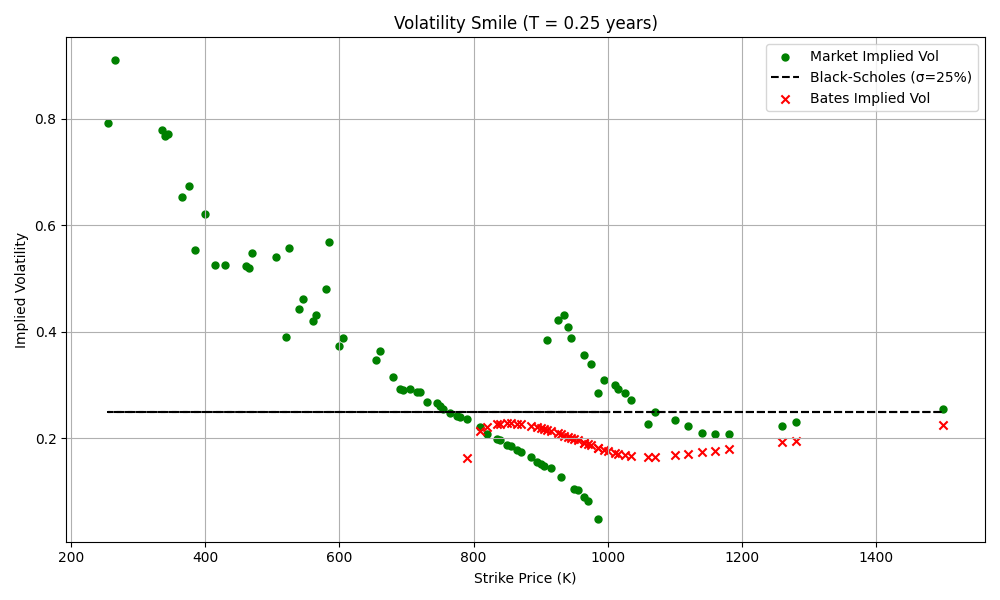 Volatility Smile (T = 0.25 years)
Market Implied Vol
Black-Scholes (σ=25%)
Bates Implied Vol
Implied Volatility
0.8
0.6
0.4
0.2
200 400 600 800 1000 1200 1400
Strike Price (K)